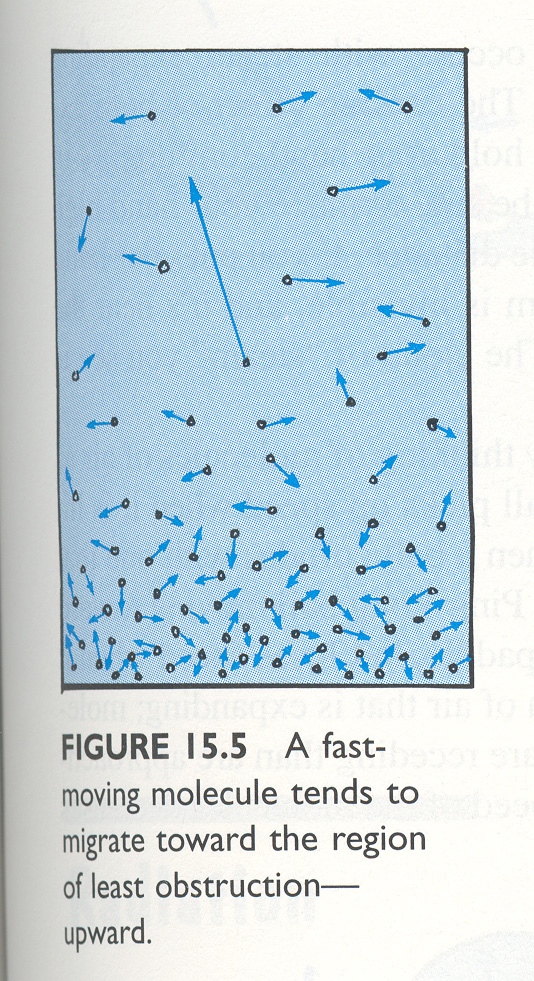 FIGURE 15.5 A fast-
moving molecule tends to
migrate toward the region
of least obstruction—
upward.